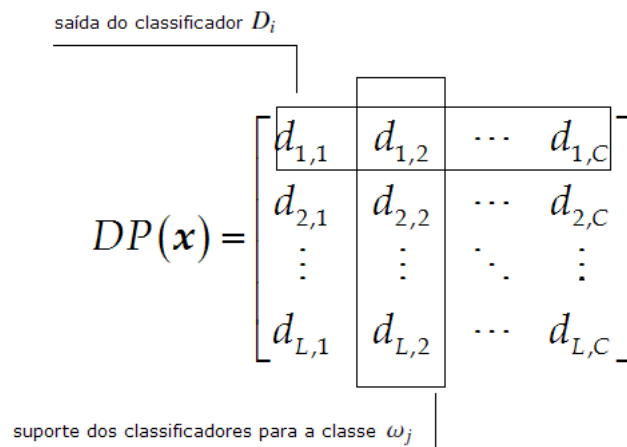 saída do classificador D_i
d_{1,1} d_{1,2} ⋯ d_{1,C}
d_{2,1} d_{2,2} ⋯ d_{2,C}
DP(x) =
⋮ ⋮ ⋱ ⋮
d_{L,1} d_{L,2} ⋯ d_{L,C}
suporte dos classificadores para a classe ω_j